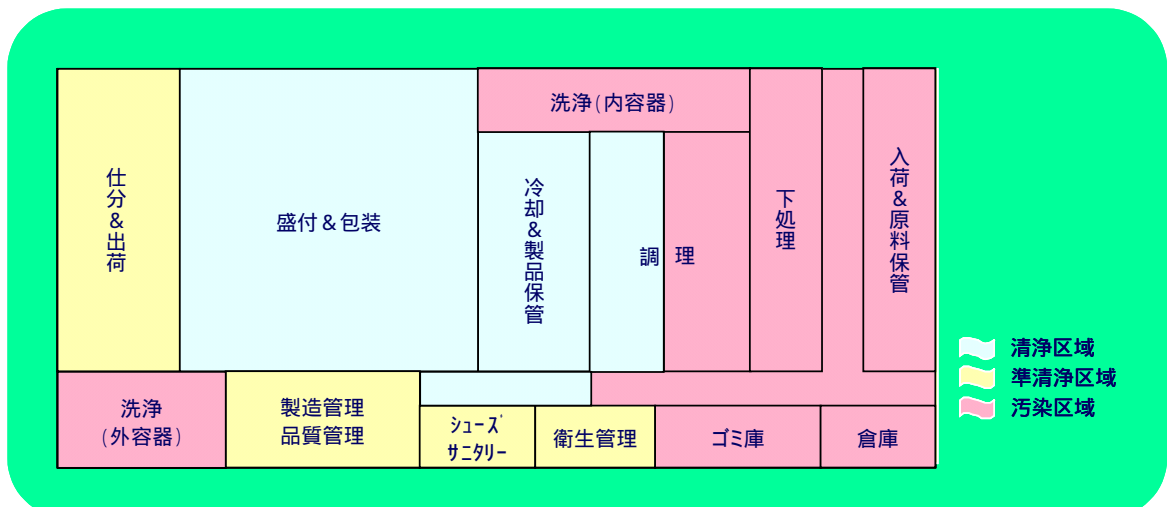 洗浄(内容器)
仕分&出荷
盛付&包装
冷却&製品保管
調 理
下処理
入荷&原料保管
清浄区域
準清浄区域
汚染区域
洗浄
(外容器)
製造管理
品質管理
ｼｭｰｽﾞ
ｻﾆﾀﾘｰ
衛生管理
ゴミ庫
倉庫